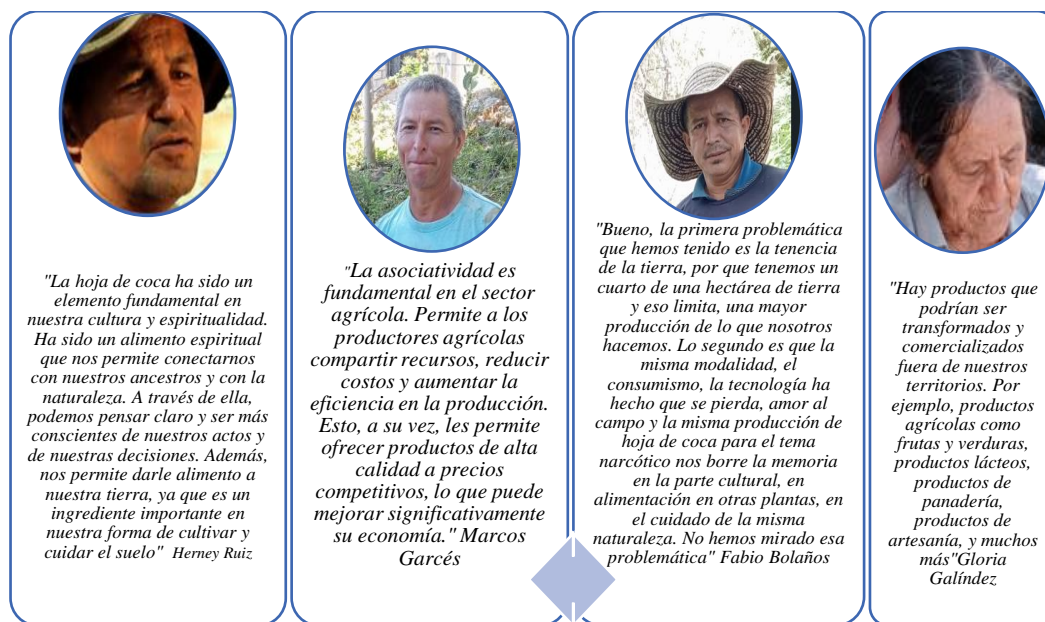 "La hoja de coca ha sido un
elemento fundamental en
nuestra cultura y espiritualidad.
Ha sido un alimento espiritual
que nos permite conectarnos
con nuestros ancestros y con la
naturaleza. A través de ella,
podemos pensar claro y ser más
conscientes de nuestros actos y
de nuestras decisiones. Además,
nos permite darle alimento a
nuestra tierra, ya que es un
ingrediente importante en
nuestra forma de cultivar y
cuidar el suelo" Herney Ruiz
"La asociatividad es
fundamental en el sector
agrícola. Permite a los
productores agrícolas
compartir recursos, reducir
costos y aumentar la
eficiencia en la producción.
Esto, a su vez, les permite
ofrecer productos de alta
calidad a precios
competitivos, lo que puede
mejorar significativamente
su economía." Marcos
Garcés
"Bueno, la primera problemática
que hemos tenido es la tenencia
de la tierra, por que tenemos un
cuarto de una hectárea de tierra
y eso limita, una mayor
producción de lo que nosotros
hacemos. Lo segundo es que la
misma modalidad, el
consumismo, la tecnología ha
hecho que se pierda, amor al
campo y la misma producción de
hoja de coca para el tema
narcótico nos borre la memoria
en la parte cultural, en
alimentación en otras plantas, en
el cuidado de la misma
naturaleza. No hemos mirado esa
problemática" Fabio Bolaños
"Hay productos que
podrían ser
transformados y
comercializados
fuera de nuestros
territorios. Por
ejemplo, productos
agrícolas como
frutas y verduras,
productos lácteos,
productos de
panadería,
productos de
artesanía, y muchos
más"Gloria
Galíndez